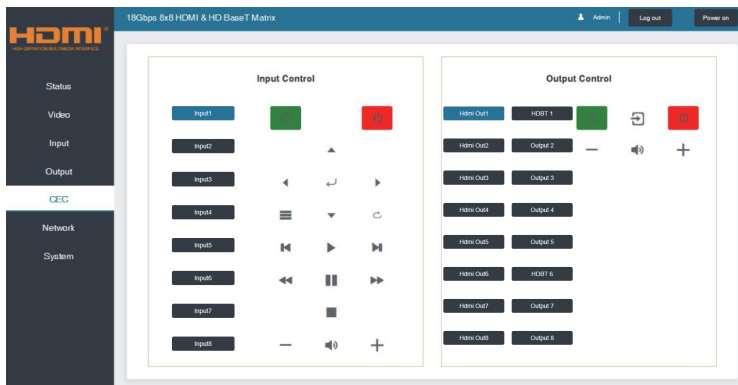 18Gbps 8x8 HDMI & HD BaseT Matrix
Admin
Log out
Power on
HDMI®
HIGH-DEFINITION MULTIMEDIA INTERFACE
Status
Video
Input
Output
CEC
Network
System
Input Control
Input1
Input2
Input3
Input4
Input5
Input6
Input7
Input8
Output Control
Hdmi Out1 HDBT 1
Hdmi Out2 Output 2
Hdmi Out3 Output 3
Hdmi Out4 Output 4
Hdmi Out5 Output 5
Hdmi Out6 HDBT 6
Hdmi Out7 Output 7
Hdmi Out8 Output 8